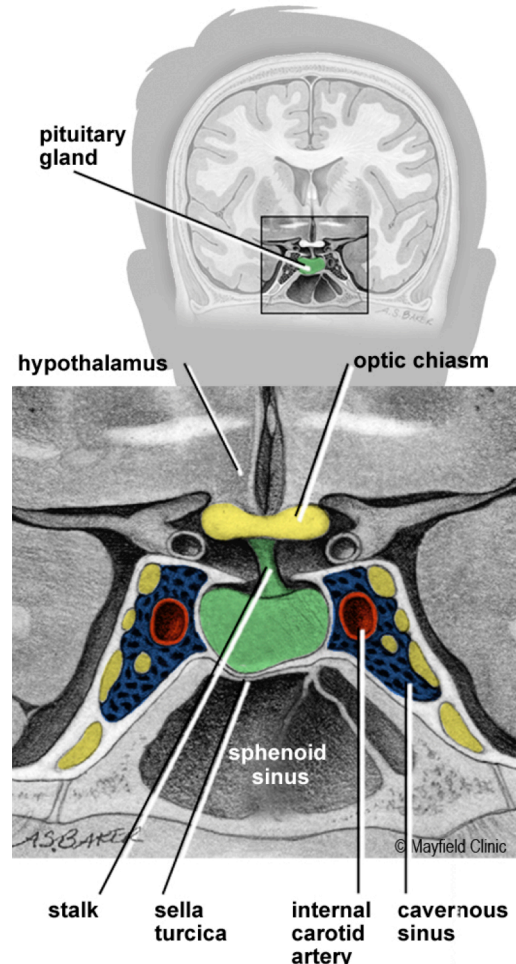 pituitary
gland
A.S. BAKER
hypothalamus
optic chiasm
sphenoid
sinus
A.S. BAKER
© Mayfield Clinic
stalk
sella
turcica
internal
carotid
artery
cavernous
sinus